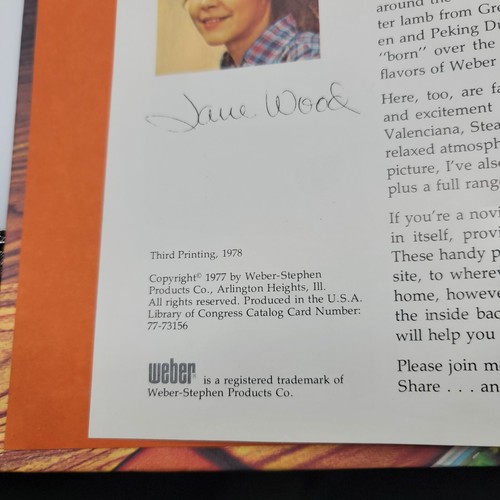 Jane Wood
Third Printing, 1978
Copyright© 1977 by Weber-Stephen
Products Co., Arlington Heights, Ill.
All rights reserved. Produced in the U.S.A.
Library of Congress Catalog Card Number:
77-73156
weber® is a registered trademark of
Weber-Stephen Products Co.
around the
ter lamb from Gre
en and Peking Du
"born" over the
flavors of Weber
Here, too, are fa
and excitement
Valenciana, Stea
relaxed atmosph
picture, I've also
plus a full rang
If you're a novi
in itself, provi
These handy p
site, to wherev
home, howeve
the inside bac
will help you
Please join m
Share . . . an